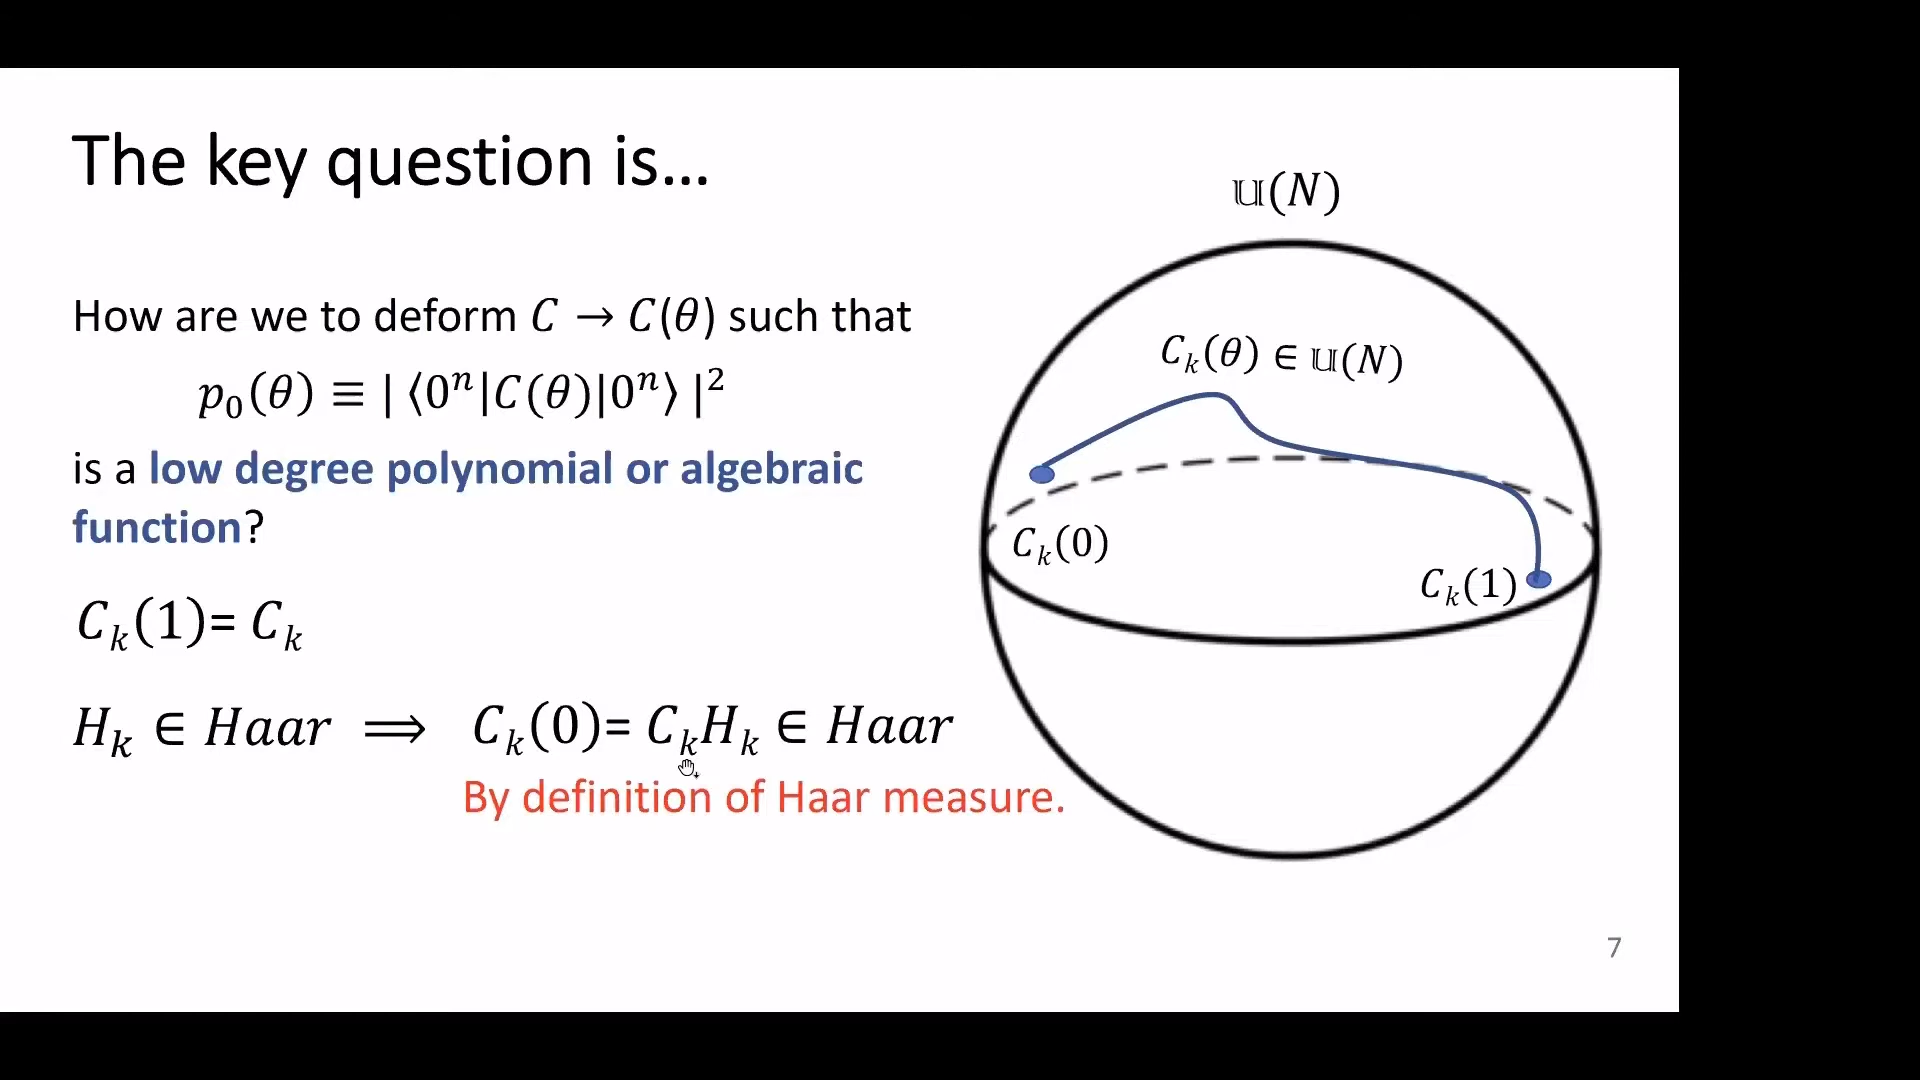 The key question is…
How are we to deform 𝐶 → 𝐶(𝜃) such that
𝑝₀(𝜃) ≡ | ⟨0ⁿ|𝐶(𝜃)|0ⁿ⟩ |²
is a low degree polynomial or algebraic
function?
𝐶ₖ(1)= 𝐶ₖ
𝐻ₖ ∈ 𝐻𝑎𝑎𝑟 ⟹ 𝐶ₖ(0)= 𝐶ₖ𝐻ₖ ∈ 𝐻𝑎𝑎𝑟
By definition of Haar measure.
𝕌(𝑁)
𝐶ₖ(𝜃) ∈ 𝕌(𝑁)
𝐶ₖ(0)
𝐶ₖ(1)
7